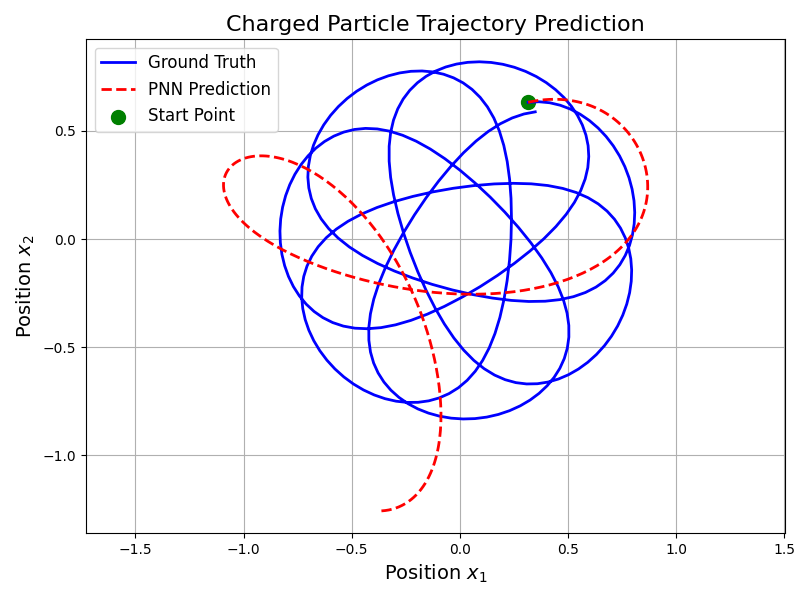 Charged Particle Trajectory Prediction
Ground Truth
PNN Prediction
Start Point
Position x₂
0.5
0.0
−0.5
−1.0
−1.5
−1.0
−0.5
0.0
0.5
1.0
1.5
Position x₁